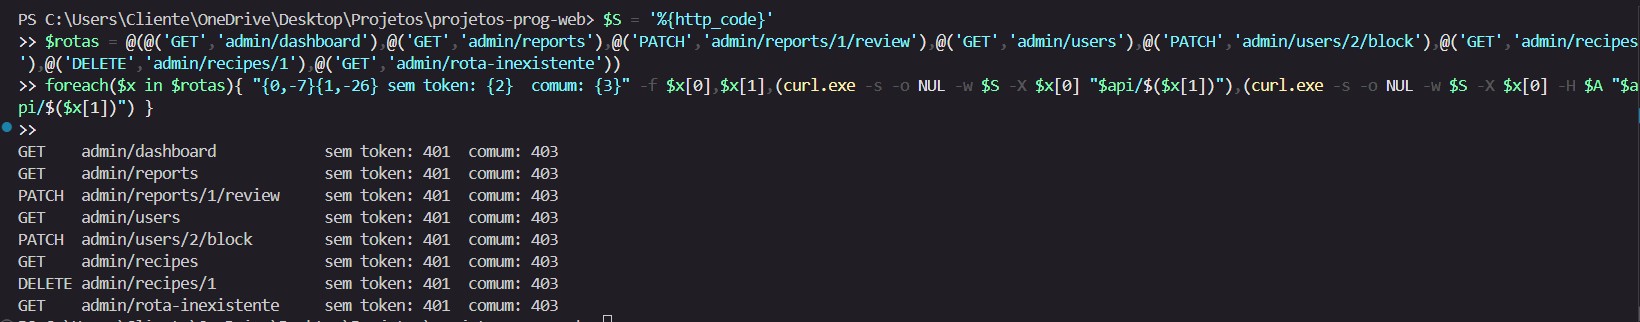 PS C:\Users\Cliente\OneDrive\Desktop\Projetos\projetos-prog-web> $S = '%{http_code}'
>> $rotas = @(@('GET','admin/dashboard'),@('GET','admin/reports'),@('PATCH','admin/reports/1/review'),@('GET','admin/users'),@('PATCH','admin/users/2/block'),@('GET','admin/recipes
'),@('DELETE','admin/recipes/1'),@('GET','admin/rota-inexistente'))
>> foreach($x in $rotas){ "{0,-7}{1,-26} sem token: {2}  comum: {3}" -f $x[0],$x[1],(curl.exe -s -o NUL -w $S -X $x[0] "$api/$($x[1])"),(curl.exe -s -o NUL -w $S -X $x[0] -H $A "$a
pi/$($x[1])") }
>>
GET    admin/dashboard            sem token: 401  comum: 403
GET    admin/reports              sem token: 401  comum: 403
PATCH  admin/reports/1/review     sem token: 401  comum: 403
GET    admin/users                sem token: 401  comum: 403
PATCH  admin/users/2/block        sem token: 401  comum: 403
GET    admin/recipes              sem token: 401  comum: 403
DELETE admin/recipes/1            sem token: 401  comum: 403
GET    admin/rota-inexistente     sem token: 401  comum: 403